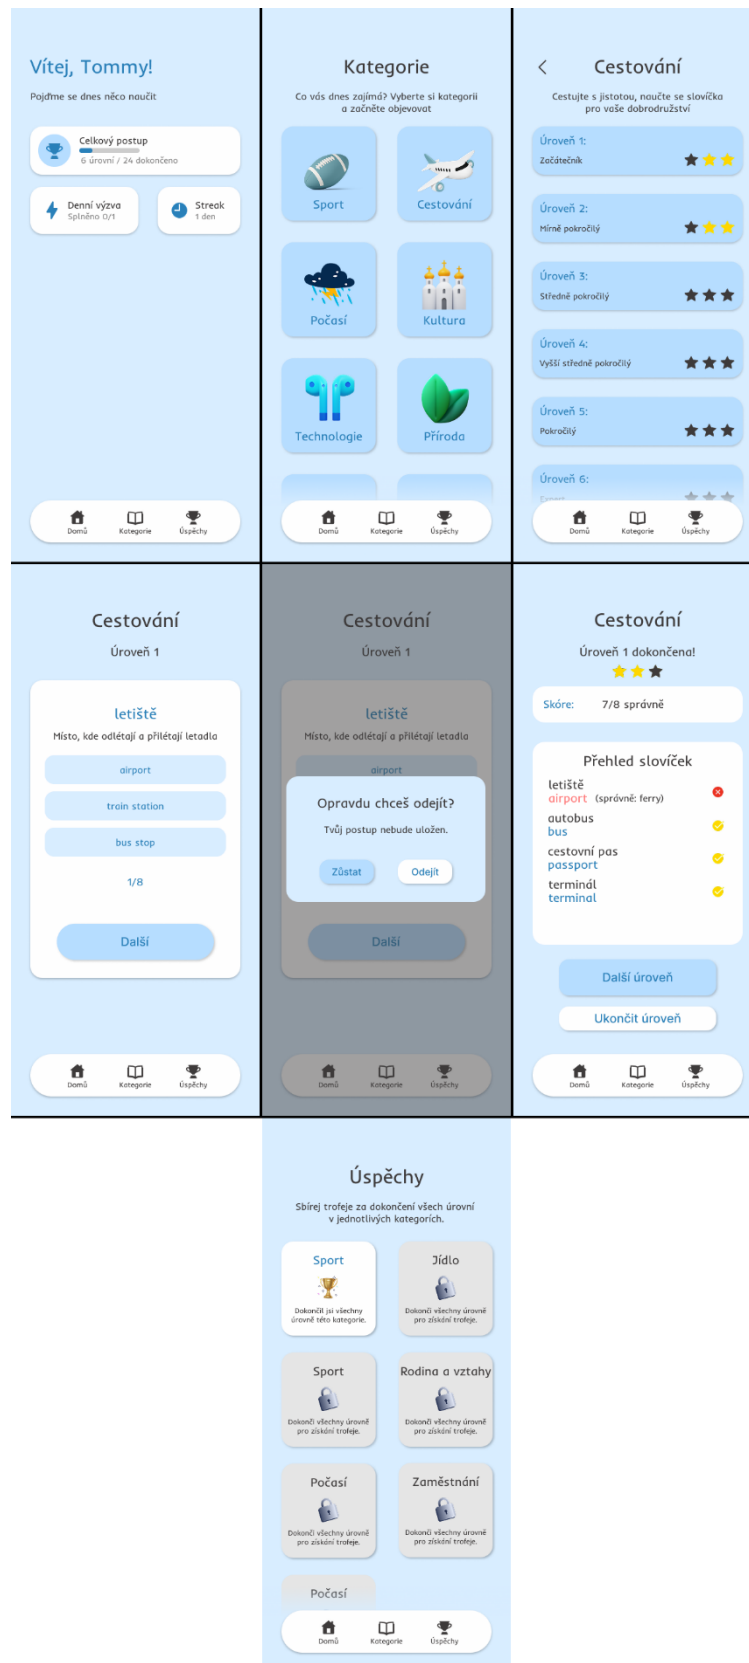 Vítej, Tommy!
Pojďme se dnes něco naučit
Celkový postup
6 úrovní / 24 dokončeno
Denní výzva
Splněno 0/1
Streak
1 den
Domů
Kategorie
Úspěchy
Kategorie
Co vás dnes zajímá? Vyberte si kategorii
a začněte objevovat
Sport
Cestování
Počasí
Kultura
Technologie
Příroda
Domů
Kategorie
Úspěchy
Cestování
Cestujte s jistotou, naučte se slovíčka
pro vaše dobrodružství
Úroveň 1:
Začátečník
Úroveň 2:
Mírně pokročilý
Úroveň 3:
Středně pokročilý
Úroveň 4:
Vyšší středně pokročilý
Úroveň 5:
Pokročilý
Úroveň 6:
Expert
Domů
Kategorie
Úspěchy
Cestování
Úroveň 1
letiště
Místo, kde odlétají a přilétají letadla
airport
train station
bus stop
1/8
Další
Domů
Kategorie
Úspěchy
Cestování
Úroveň 1
letiště
Místo, kde odlétají a přilétají letadla
airport
Opravdu chceš odejít?
Tvůj postup nebude uložen.
Zůstat
Odejít
Další
Domů
Kategorie
Úspěchy
Cestování
Úroveň 1 dokončena!
Skóre: 7/8 správně
Přehled slovíček
letiště
airport (správně: ferry)
autobus
bus
cestovní pas
passport
terminál
terminal
Další úroveň
Ukončit úroveň
Domů
Kategorie
Úspěchy
Úspěchy
Sbírej trofeje za dokončení všech úrovní
v jednotlivých kategorích.
Sport
Dokončil jsi všechny
úrovně této kategorie.
Jídlo
Dokonči všechny úrovně
pro získání trofeje.
Sport
Dokonči všechny úrovně
pro získání trofeje.
Rodina a vztahy
Dokonči všechny úrovně
pro získání trofeje.
Počasí
Dokonči všechny úrovně
pro získání trofeje.
Zaměstnání
Dokonči všechny úrovně
pro získání trofeje.
Počasí
Domů
Kategorie
Úspěchy